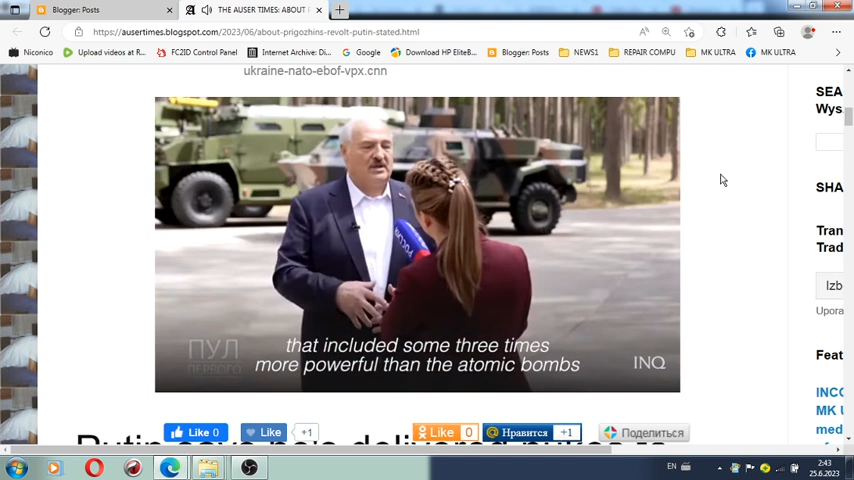 Blogger: Posts
THE AUSER TIMES: ABOUT
https://ausertimes.blogspot.com/2023/06/about-prigozhins-revolt-putin-stated.html
Niconico
Upload videos at R...
FC2ID Control Panel
Internet Archive: Di...
Google
Download HP EliteB...
Blogger: Posts
NEWS1
REPAIR COMPU
MK ULTRA
MK ULTRA
ukraine-nato-ebof-vpx.cnn
SEA
Wys
РОССИЯ
ПУЛ
ПЕРВОГО
that included some three times
more powerful than the atomic bombs
INQ
SHA
Tran
Trad
Izb
Upora
Feat
INCO
MK U
med
Like 0
Like
+1
Like
0
Нравится
+1
Поделиться
EN
2:43
25.6.2023